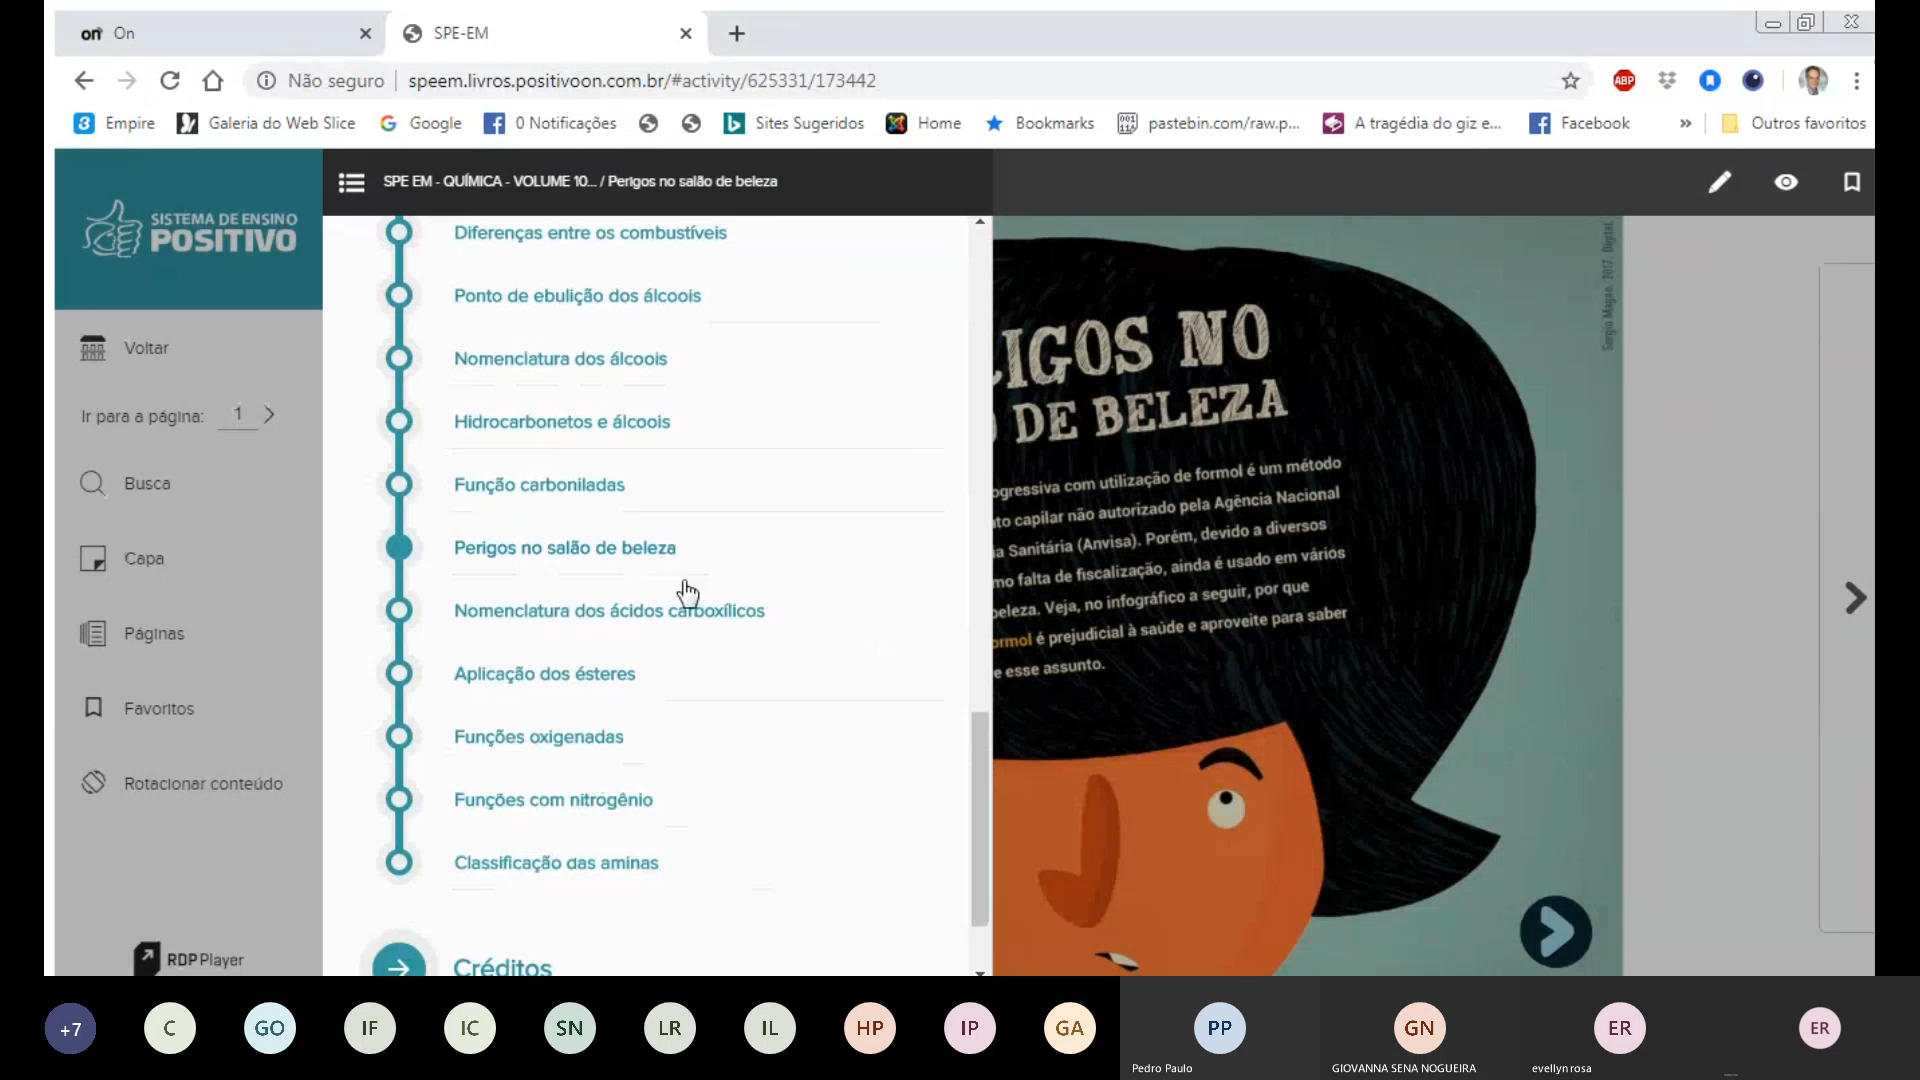 on On
SPE-EM
Não seguro
speem.livros.positivoon.com.br/#activity/625331/173442
ABP
Empire
Galeria do Web Slice
Google
0 Notificações
Sites Sugeridos
Home
Bookmarks
pastebin.com/raw.p...
A tragédia do giz e...
Facebook
»
Outros favoritos
SISTEMA DE ENSINO
POSITIVO
SPE EM - QUÍMICA - VOLUME 10... / Perigos no salão de beleza
Voltar
Ir para a página: 1
Busca
Capa
Páginas
Favoritos
Rotacionar conteúdo
RDP Player
Diferenças entre os combustíveis
Ponto de ebulição dos álcoois
Nomenclatura dos álcoois
Hidrocarbonetos e álcoois
Função carboniladas
Perigos no salão de beleza
Nomenclatura dos ácidos carboxílicos
Aplicação dos ésteres
Funções oxigenadas
Funções com nitrogênio
Classificação das aminas
Créditos
IGOS NO
DE BELEZA
ogressiva com utilização de formol é um método
to capilar não autorizado pela Agência Nacional
ia Sanitária (Anvisa). Porém, devido a diversos
mo falta de fiscalização, ainda é usado em vários
beleza. Veja, no infográfico a seguir, por que
ormol é prejudicial à saúde e aproveite para saber
e esse assunto.
Sergio Magno. 2017. Digital.
+7
C
GO
IF
IC
SN
LR
IL
HP
IP
GA
PP
GN
ER
ER
Pedro Paulo
GIOVANNA SENA NOGUEIRA
evellyn rosa